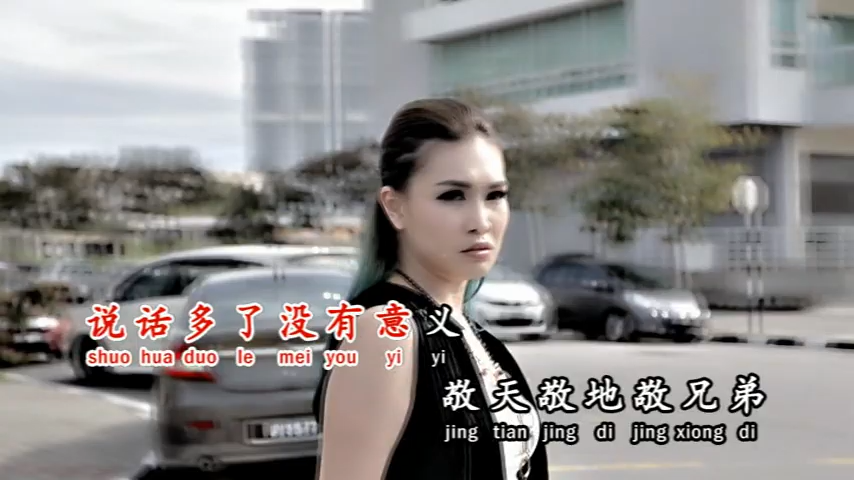 说话多了没有意义
shuo hua duo le mei you yi yi
敬天敬地敬兄弟
jing tian jing di jing xiong di